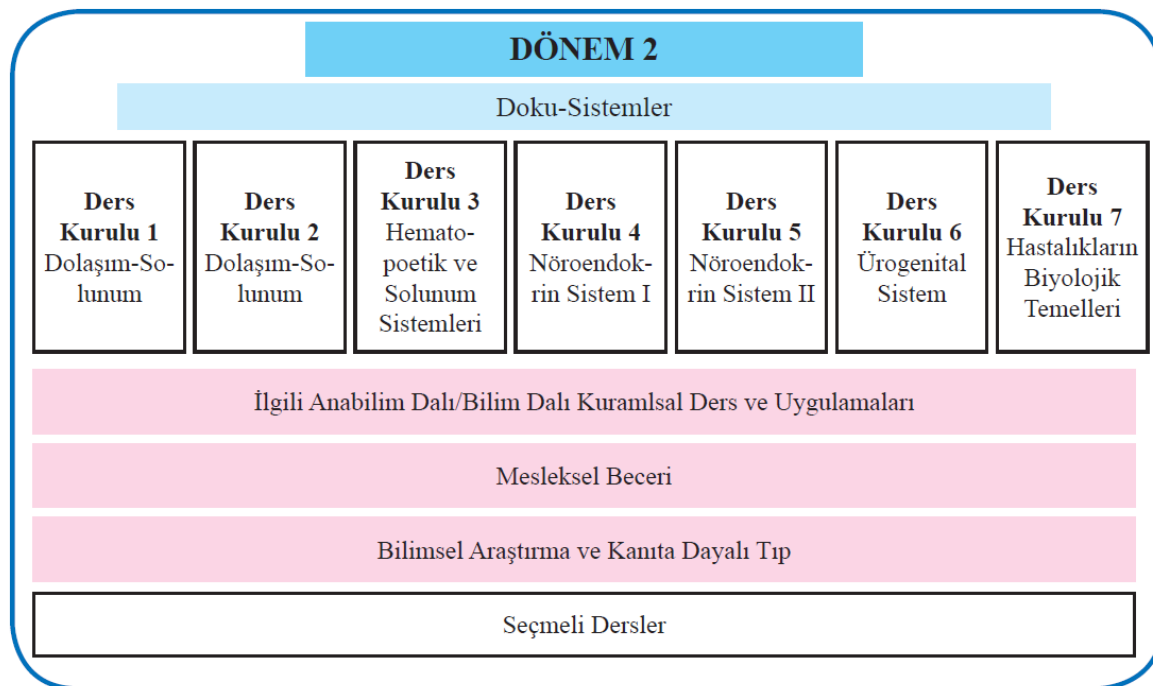 DÖNEM 2
Doku-Sistemler
Ders
Kurulu 1
Dolaşım-So-
lunum
Ders
Kurulu 2
Dolaşım-So-
lunum
Ders
Kurulu 3
Hemato-
poetik ve
Solunum
Sistemleri
Ders
Kurulu 4
Nöroendok-
rin Sistem I
Ders
Kurulu 5
Nöroendok-
rin Sistem II
Ders
Kurulu 6
Ürogenital
Sistem
Ders
Kurulu 7
Hastalıkların
Biyolojik
Temelleri
İlgili Anabilim Dalı/Bilim Dalı Kuramlsal Ders ve Uygulamaları
Mesleksel Beceri
Bilimsel Araştırma ve Kanıta Dayalı Tıp
Seçmeli Dersler